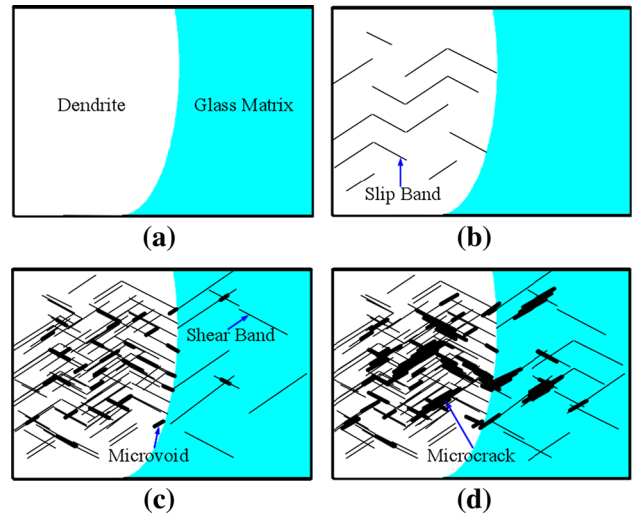 Dendrite
Glass Matrix
(a)
Slip Band
(b)
Shear Band
Microvoid
(c)
Microcrack
(d)